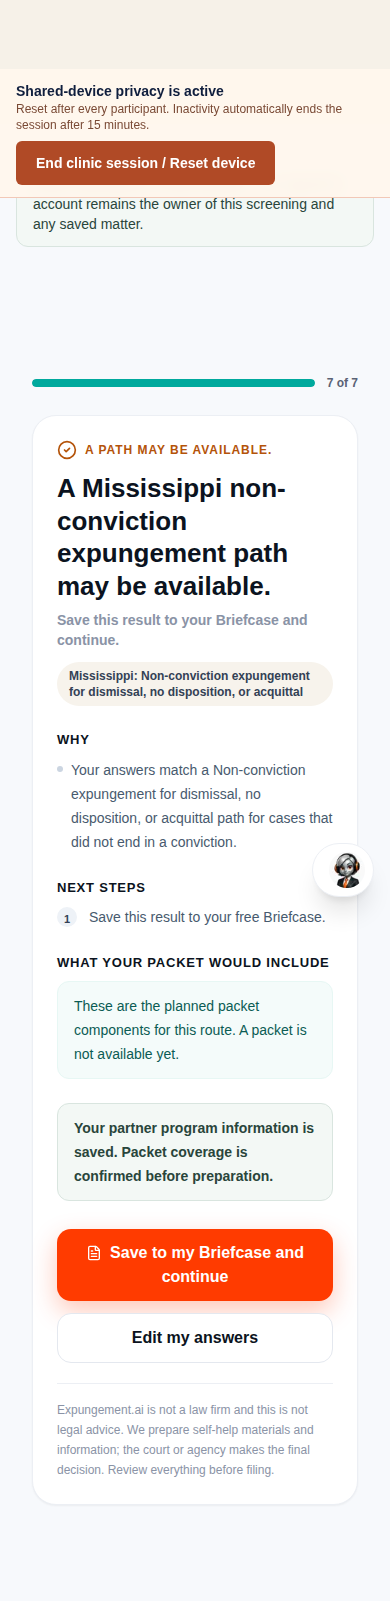 Shared-device privacy is active
Reset after every participant. Inactivity automatically ends the
session after 15 minutes.
End clinic session / Reset device
account remains the owner of this screening and
any saved matter.
7 of 7
A PATH MAY BE AVAILABLE.
A Mississippi non-
conviction
expungement path
may be available.
Save this result to your Briefcase and
continue.
Mississippi: Non-conviction expungement
for dismissal, no disposition, or acquittal
WHY
Your answers match a Non-conviction
expungement for dismissal, no
disposition, or acquittal path for cases that
did not end in a conviction.
NEXT STEPS
1 Save this result to your free Briefcase.
WHAT YOUR PACKET WOULD INCLUDE
These are the planned packet
components for this route. A packet is
not available yet.
Your partner program information is
saved. Packet coverage is
confirmed before preparation.
Save to my Briefcase and
continue
Edit my answers
Expungement.ai is not a law firm and this is not
legal advice. We prepare self-help materials and
information; the court or agency makes the final
decision. Review everything before filing.